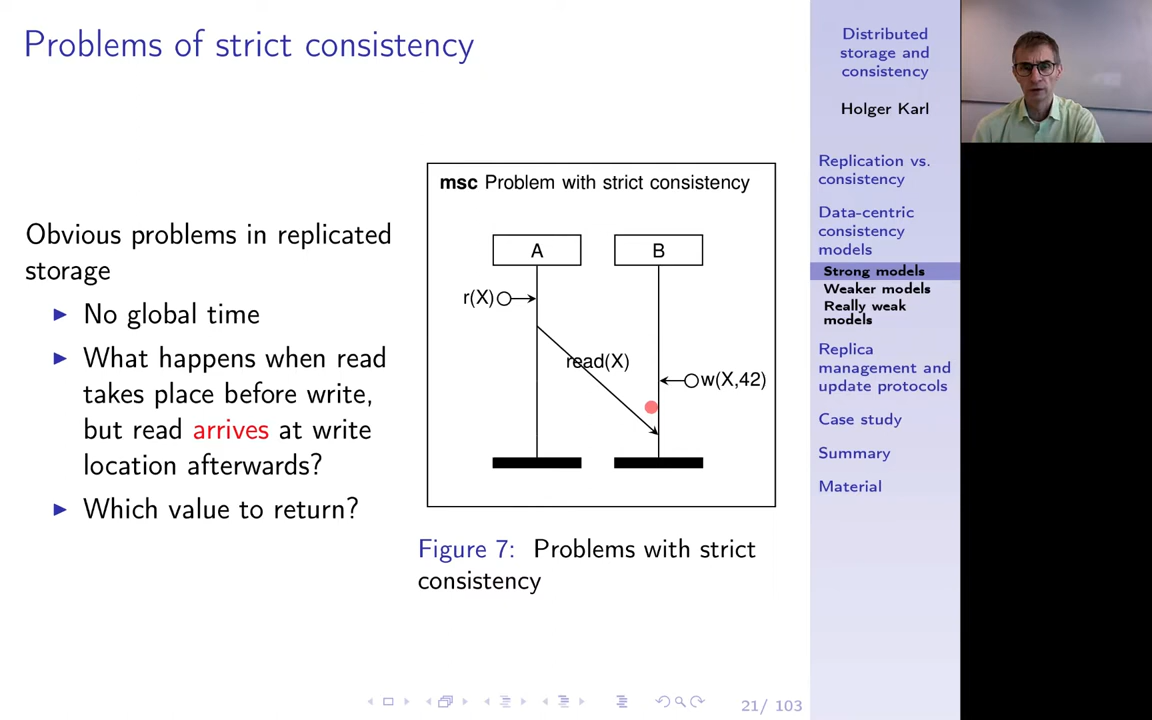 Problems of strict consistency
Obvious problems in replicated
storage
▶ No global time
▶ What happens when read
takes place before write,
but read arrives at write
location afterwards?
▶ Which value to return?
msc Problem with strict consistency
A
B
r(X)
read(X)
w(X,42)
Figure 7: Problems with strict
consistency
Distributed
storage and
consistency
Holger Karl
Replication vs.
consistency
Data-centric
consistency
models
Strong models
Weaker models
Really weak
models
Replica
management and
update protocols
Case study
Summary
Material
21/ 103